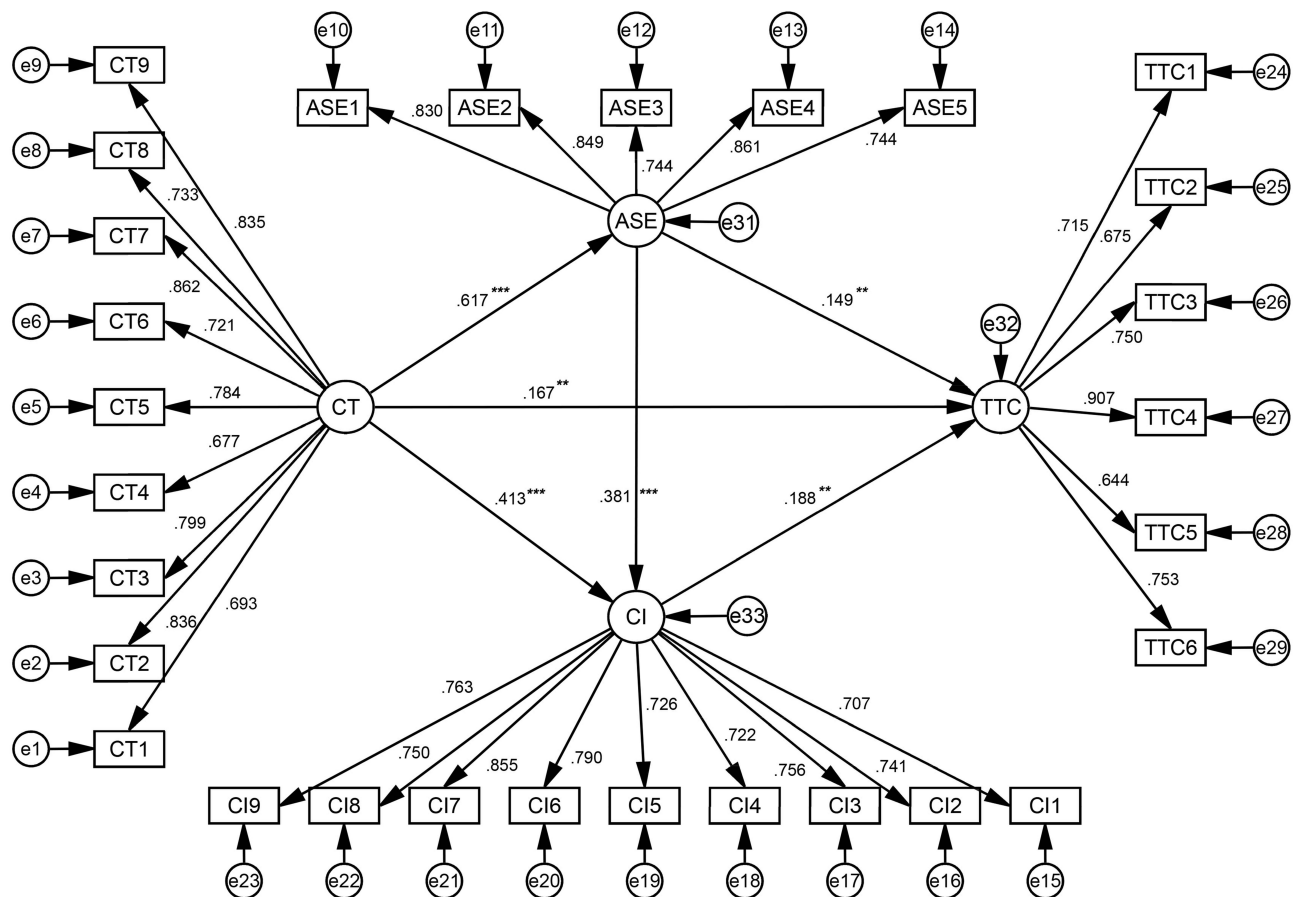 e10
e11
e12
e13
e14
e9
CT9
TTC1
e24
ASE1
ASE2
ASE3
ASE4
ASE5
.830
.849
.744
.861
.744
e8
CT8
.733
.835
TTC2
e25
e7
CT7
ASE
e31
.715
.675
.862
.617***
.149**
e6
CT6
.721
TTC3
e26
e32
.750
e5
CT5
.784
CT
.167**
TTC
.907
TTC4
e27
.677
e4
CT4
.413***
.381***
.188**
.644
.799
TTC5
e28
e3
CT3
.753
.693
.836
CI
e33
e2
CT2
TTC6
e29
.763
.726
.707
e1
CT1
.750
.855
.790
.722
.756
.741
CI9
CI8
CI7
CI6
CI5
CI4
CI3
CI2
CI1
e23
e22
e21
e20
e19
e18
e17
e16
e15